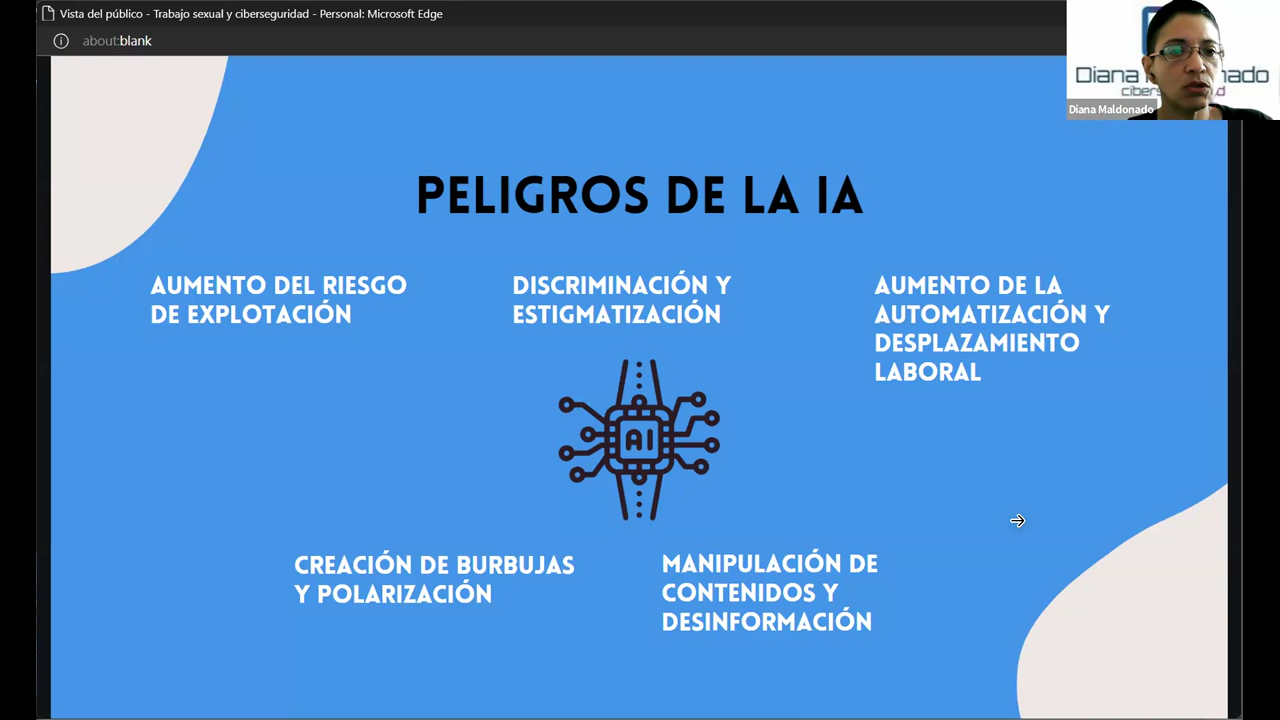 Vista del público - Trabajo sexual y ciberseguridad - Personal: Microsoft Edge
about:blank
Diana M nado
Diana Maldonado
PELIGROS DE LA IA
AUMENTO DEL RIESGO
DE EXPLOTACIÓN
DISCRIMINACIÓN Y
ESTIGMATIZACIÓN
AUMENTO DE LA
AUTOMATIZACIÓN Y
DESPLAZAMIENTO
LABORAL
AI
CREACIÓN DE BURBUJAS
Y POLARIZACIÓN
MANIPULACIÓN DE
CONTENIDOS Y
DESINFORMACIÓN